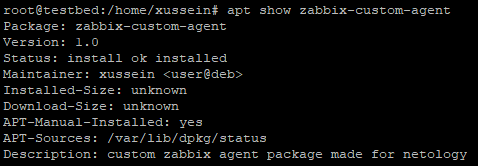 root@testbed:/home/xussein# apt show zabbix-custom-agent
Package: zabbix-custom-agent
Version: 1.0
Status: install ok installed
Maintainer: xussein <user@deb>
Installed-Size: unknown
Download-Size: unknown
APT-Manual-Installed: yes
APT-Sources: /var/lib/dpkg/status
Description: custom zabbix agent package made for netology